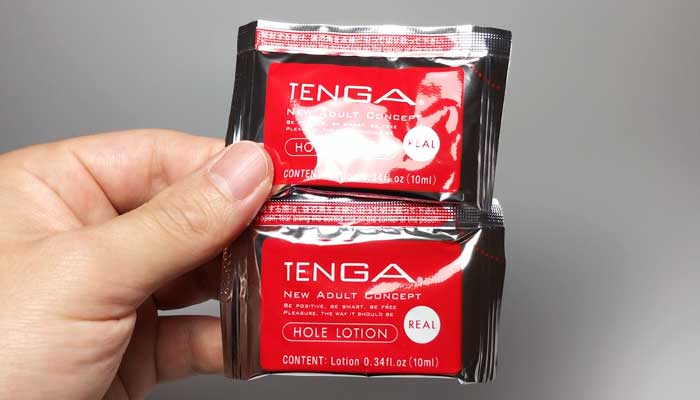 TENGA®
NEW ADULT CONCEPT
BE POSITIVE, BE SMART, BE FREE
PLEASURE, THE WAY IT SHOULD BE
HO
REAL
CONTENT: Lotion 0.34fl.oz (10ml)
TENGA®
NEW ADULT CONCEPT
BE POSITIVE, BE SMART, BE FREE
PLEASURE, THE WAY IT SHOULD BE
HOLE LOTION
REAL
CONTENT: Lotion 0.34fl.oz (10ml)